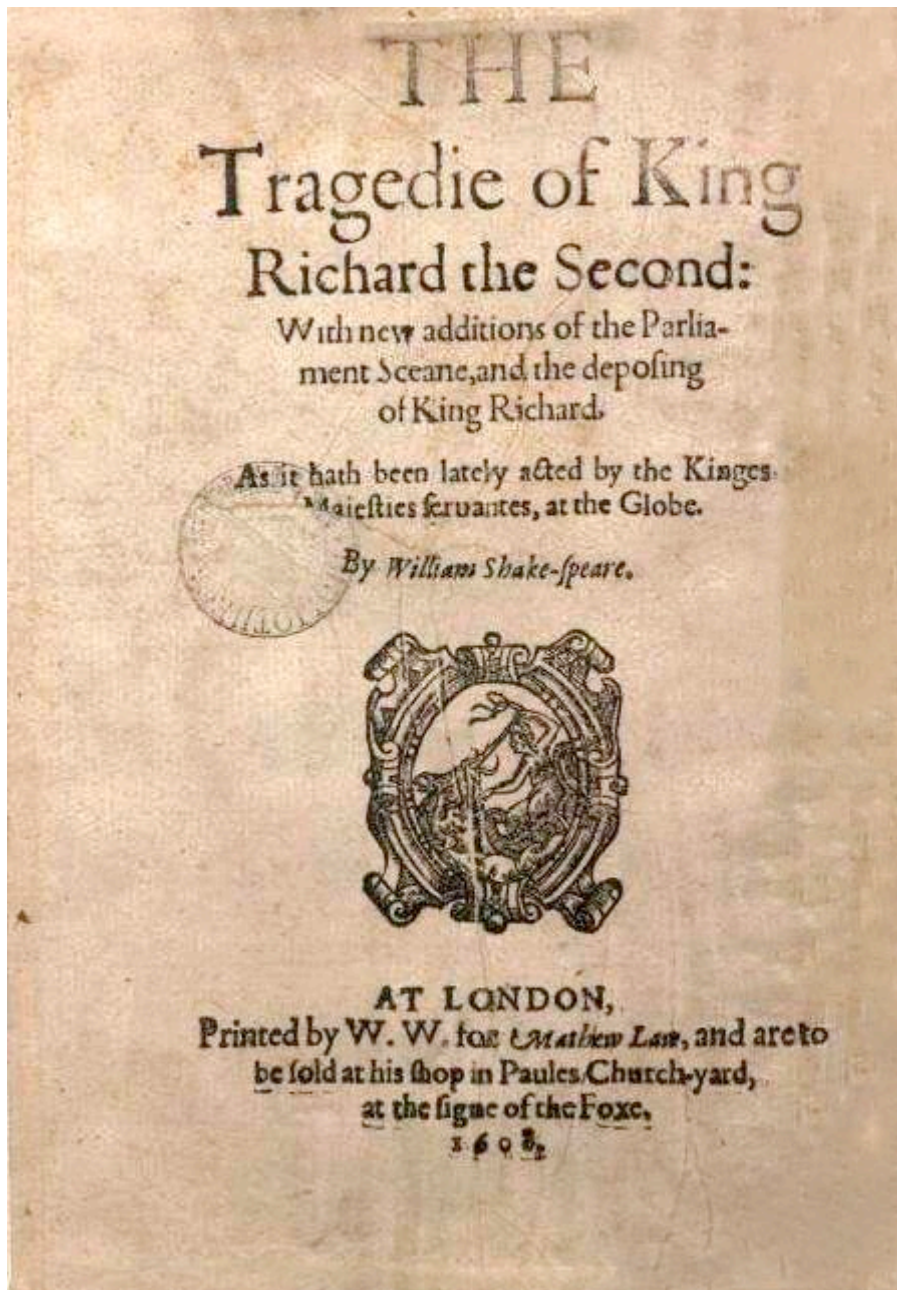 THE
Tragedie of King
Richard the Second:
With new additions of the Parlia-
ment Sceane, and the deposing
of King Richard,
As it hath been lately acted by the Kinges
Maiesties seruantes, at the Globe.
By William Shake-speare.
AT LONDON,
Printed by W. W. for Mathew Law, and are to
be sold at his shop in Paules Church-yard,
at the signe of the Foxe.
1608.